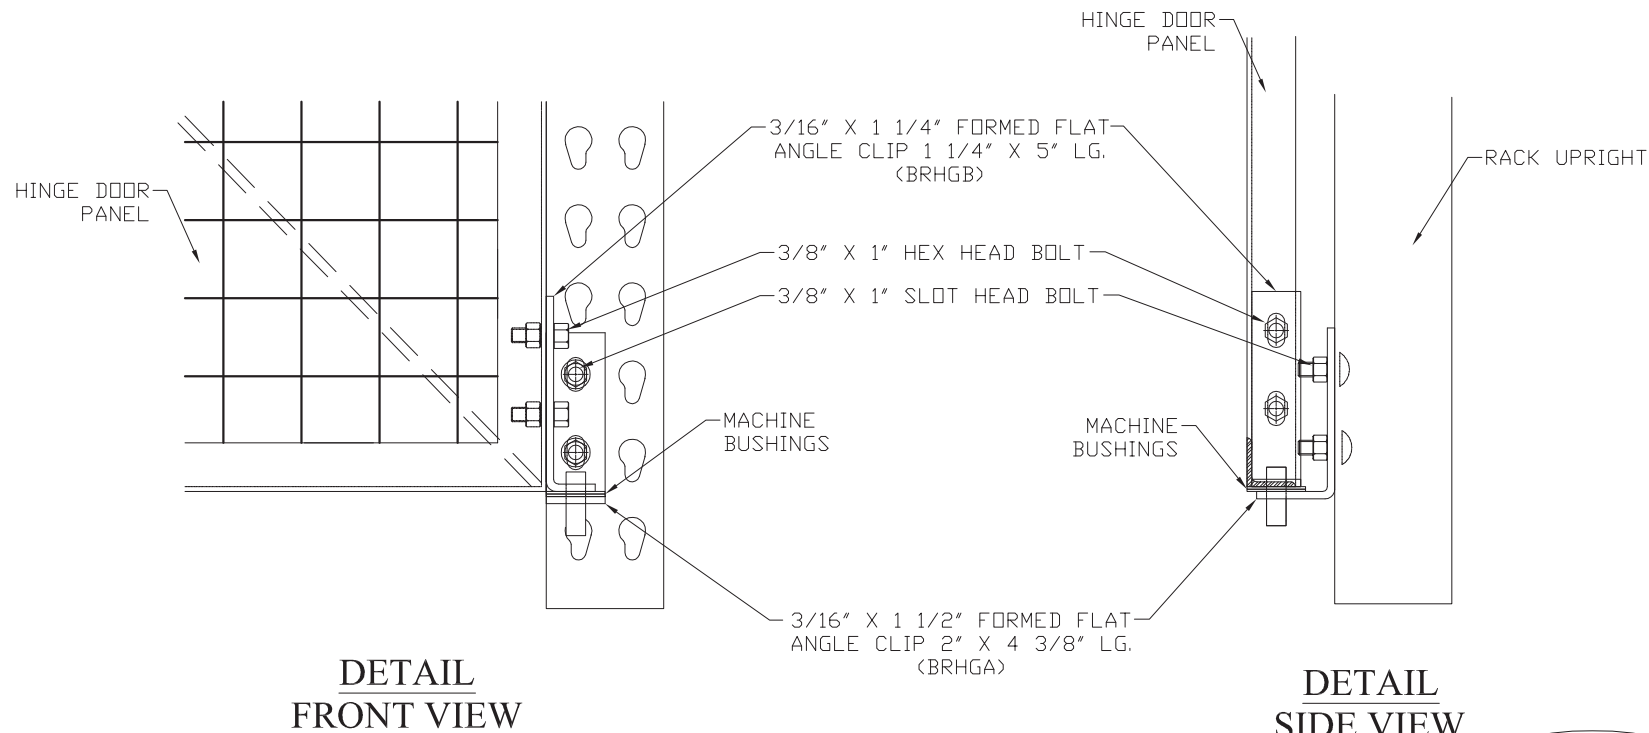 HINGE DOOR
PANEL
3/16" X 1 1/4" FORMED FLAT
ANGLE CLIP 1 1/4" X 5" LG.
(BRHGB)
RACK UPRIGHT
HINGE DOOR
PANEL
3/8" X 1" HEX HEAD BOLT
3/8" X 1" SLOT HEAD BOLT
MACHINE
BUSHINGS
MACHINE
BUSHINGS
3/16" X 1 1/2" FORMED FLAT
ANGLE CLIP 2" X 4 3/8" LG.
(BRHGA)
DETAIL
FRONT VIEW
DETAIL
SIDE VIEW